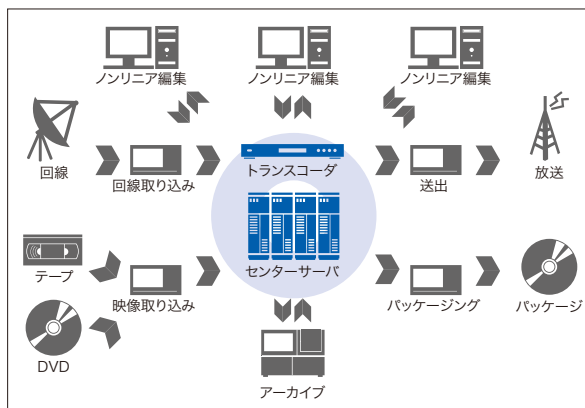 ノンリニア編集
ノンリニア編集
ノンリニア編集
回線
回線取り込み
トランスコーダ
送出
放送
テープ
映像取り込み
センターサーバ
パッケージング
パッケージ
DVD
アーカイブ